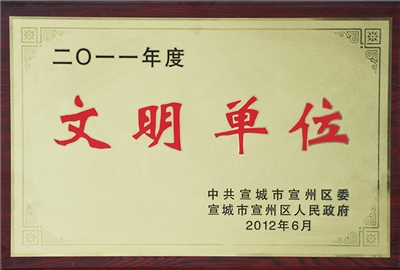 二〇一一年度
文明单位
中共宣城市宣州区委
宣城市宣州区人民政府
2012年6月